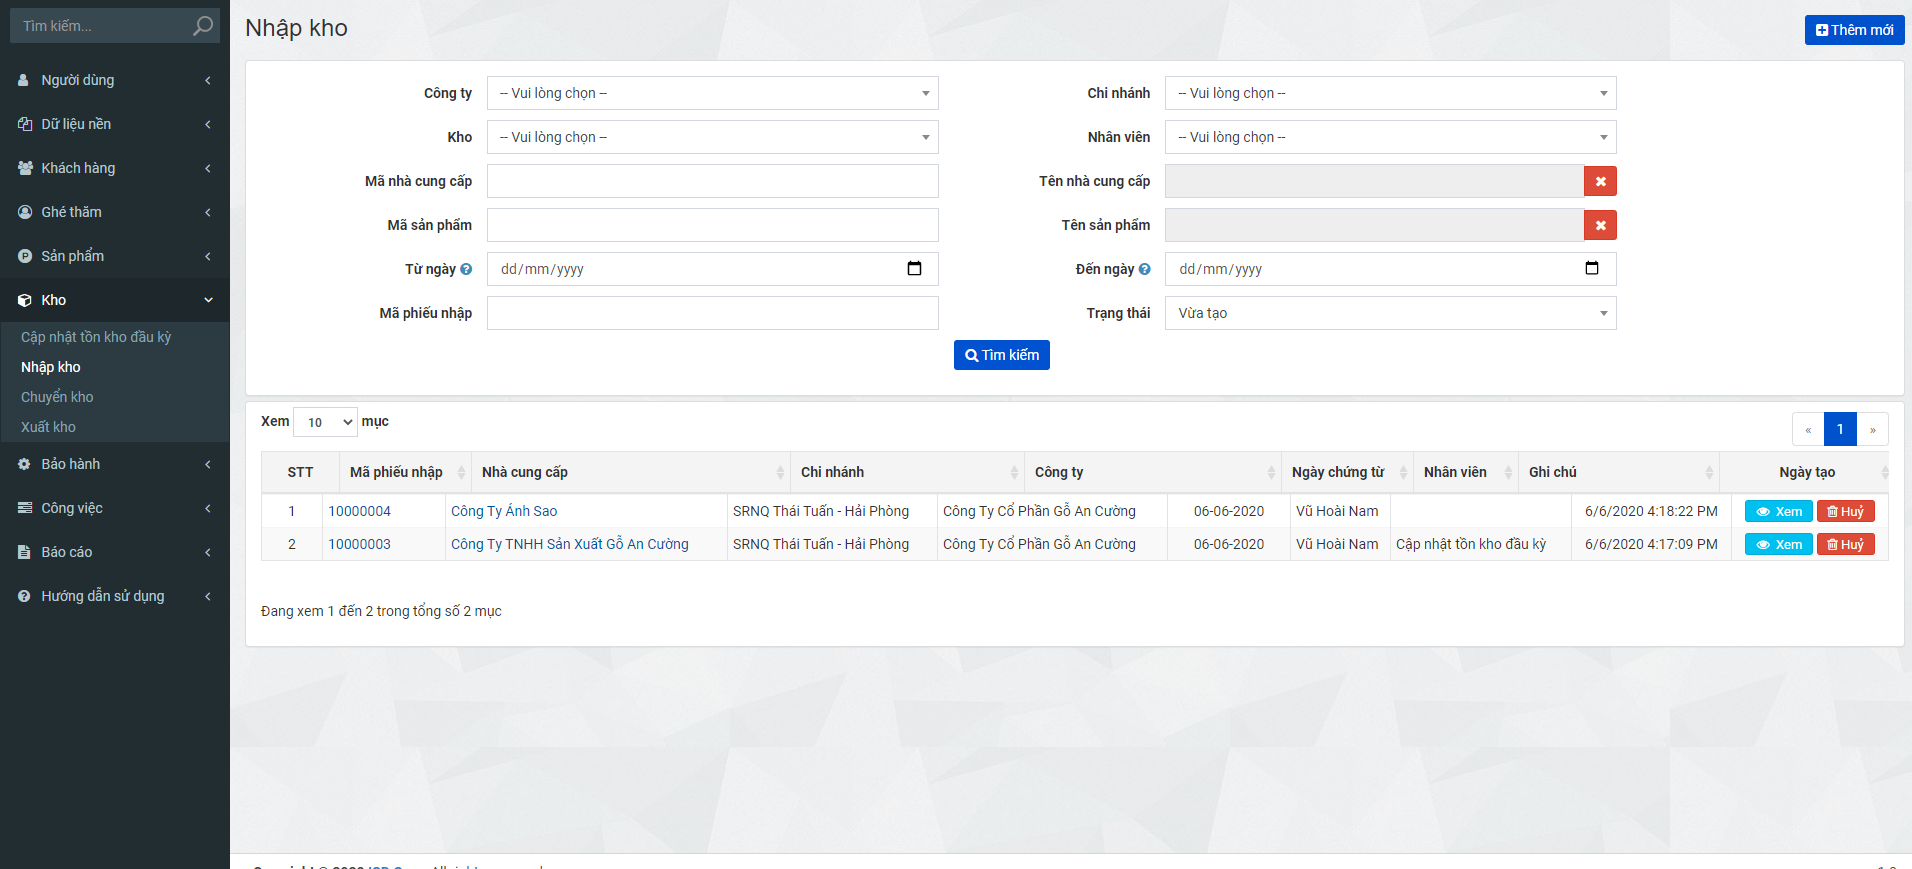 Tìm kiếm...
Người dùng
Dữ liệu nền
Khách hàng
Ghé thăm
Sản phẩm
Kho
Cập nhật tồn kho đầu kỳ
Nhập kho
Chuyển kho
Xuất kho
Bảo hành
Công việc
Báo cáo
Hướng dẫn sử dụng
Nhập kho
Thêm mới
Công ty -- Vui lòng chọn --
Chi nhánh -- Vui lòng chọn --
Kho -- Vui lòng chọn --
Nhân viên -- Vui lòng chọn --
Mã nhà cung cấp
Tên nhà cung cấp
Mã sản phẩm
Tên sản phẩm
Từ ngày dd/mm/yyyy
Đến ngày dd/mm/yyyy
Mã phiếu nhập
Trạng thái Vừa tạo
Tìm kiếm
Xem 10 mục
« 1 »
STT Mã phiếu nhập Nhà cung cấp Chi nhánh Công ty Ngày chứng từ Nhân viên Ghi chú Ngày tạo
1 10000004 Công Ty Ánh Sao SRNQ Thái Tuấn - Hải Phòng Công Ty Cổ Phần Gỗ An Cường 06-06-2020 Vũ Hoài Nam 6/6/2020 4:18:22 PM Xem Huỷ
2 10000003 Công Ty TNHH Sản Xuất Gỗ An Cường SRNQ Thái Tuấn - Hải Phòng Công Ty Cổ Phần Gỗ An Cường 06-06-2020 Vũ Hoài Nam Cập nhật tồn kho đầu kỳ 6/6/2020 4:17:09 PM Xem Huỷ
Đang xem 1 đến 2 trong tổng số 2 mục